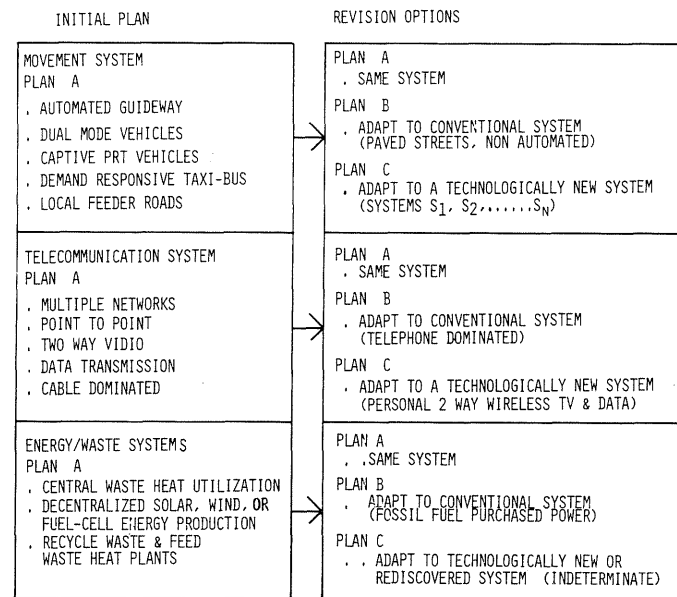 INITIAL PLAN
REVISION OPTIONS
MOVEMENT SYSTEM
PLAN A
. AUTOMATED GUIDEWAY
. DUAL MODE VEHICLES
. CAPTIVE PRT VEHICLES
. DEMAND RESPONSIVE TAXI-BUS
. LOCAL FEEDER ROADS
PLAN A
. SAME SYSTEM
PLAN B
. ADAPT TO CONVENTIONAL SYSTEM
(PAVED STREETS, NON AUTOMATED)
PLAN C
. ADAPT TO A TECHNOLOGICALLY NEW SYSTEM
(SYSTEMS S1, S2,......SN)
TELECOMMUNICATION SYSTEM
PLAN A
. MULTIPLE NETWORKS
. POINT TO POINT
. TWO WAY VIDIO
. DATA TRANSMISSION
. CABLE DOMINATED
PLAN A
. SAME SYSTEM
PLAN B
. ADAPT TO CONVENTIONAL SYSTEM
(TELEPHONE DOMINATED)
PLAN C
. ADAPT TO A TECHNOLOGICALLY NEW SYSTEM
(PERSONAL 2 WAY WIRELESS TV & DATA)
ENERGY/WASTE SYSTEMS
PLAN A
. CENTRAL WASTE HEAT UTILIZATION
. DECENTRALIZED SOLAR, WIND, OR
FUEL-CELL ENERGY PRODUCTION
. RECYCLE WASTE & FEED
WASTE HEAT PLANTS
PLAN A
. .SAME SYSTEM
PLAN B
. ADAPT TO CONVENTIONAL SYSTEM
(FOSSIL FUEL PURCHASED POWER)
PLAN C
. . ADAPT TO TECHNOLOGICALLY NEW OR
REDISCOVERED SYSTEM (INDETERMINATE)